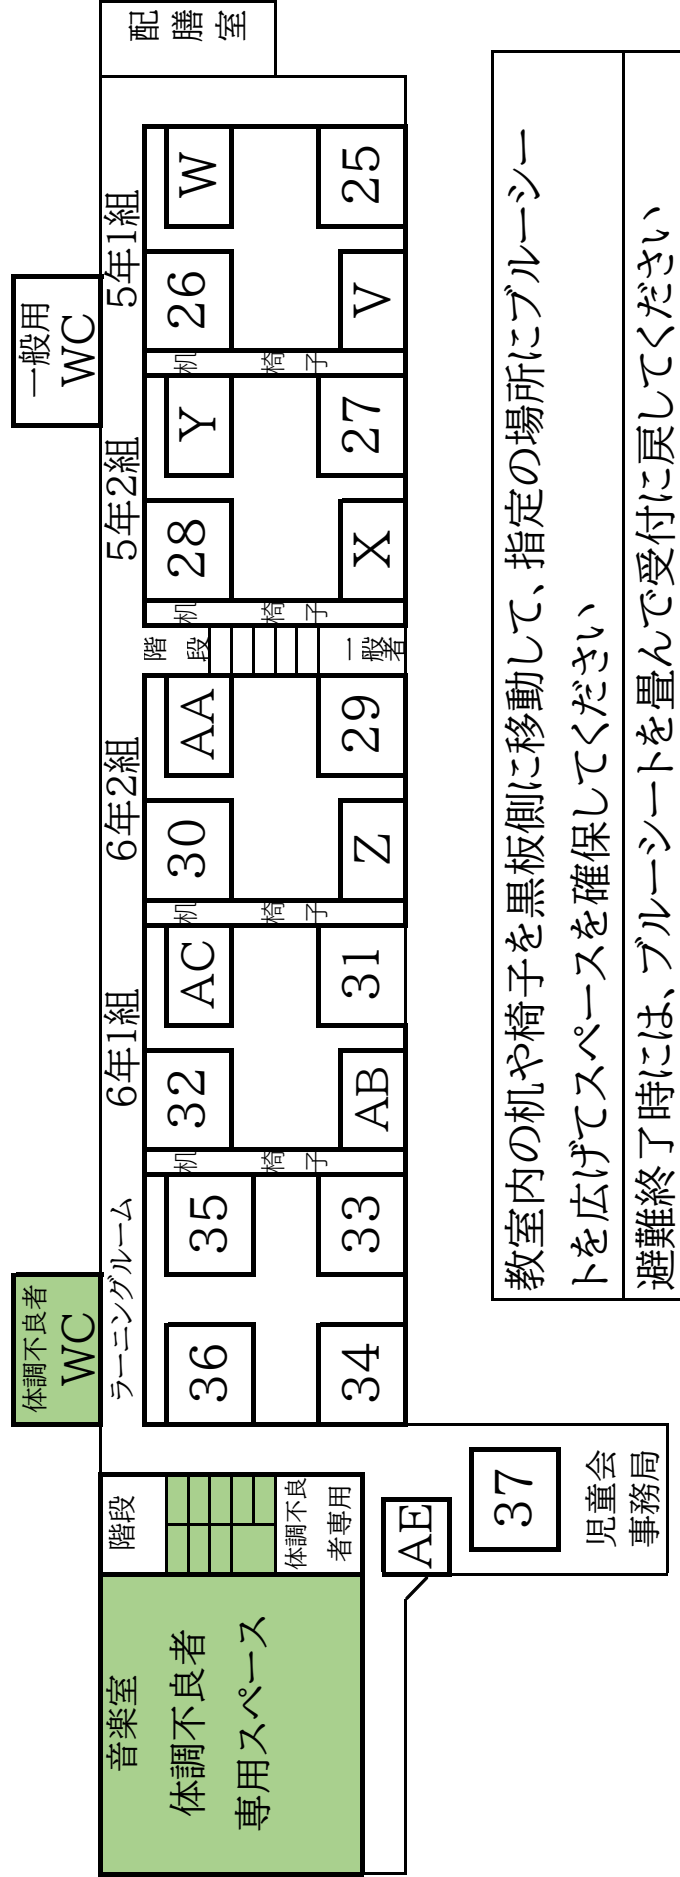 体調不良者
WC
一般用
WC
配
膳
室
音楽室
体調不良者
専用スペース
階段
体調不良
者専用
ラーニングルーム
36
35
34
33
机
椅
子
6年1組
32
AC
AB
31
机
椅
子
6年2組
30
AA
Z
29
階
段
一
般
者
机
椅
子
5年2組
28
Y
X
27
机
椅
子
5年1組
26
W
V
25
AE
37
児童会
事務局
教室内の机や椅子を黒板側に移動して、指定の場所にブルーシー
トを広げてスペースを確保してください
避難終了時には、ブルーシートを畳んで受付に戻してください